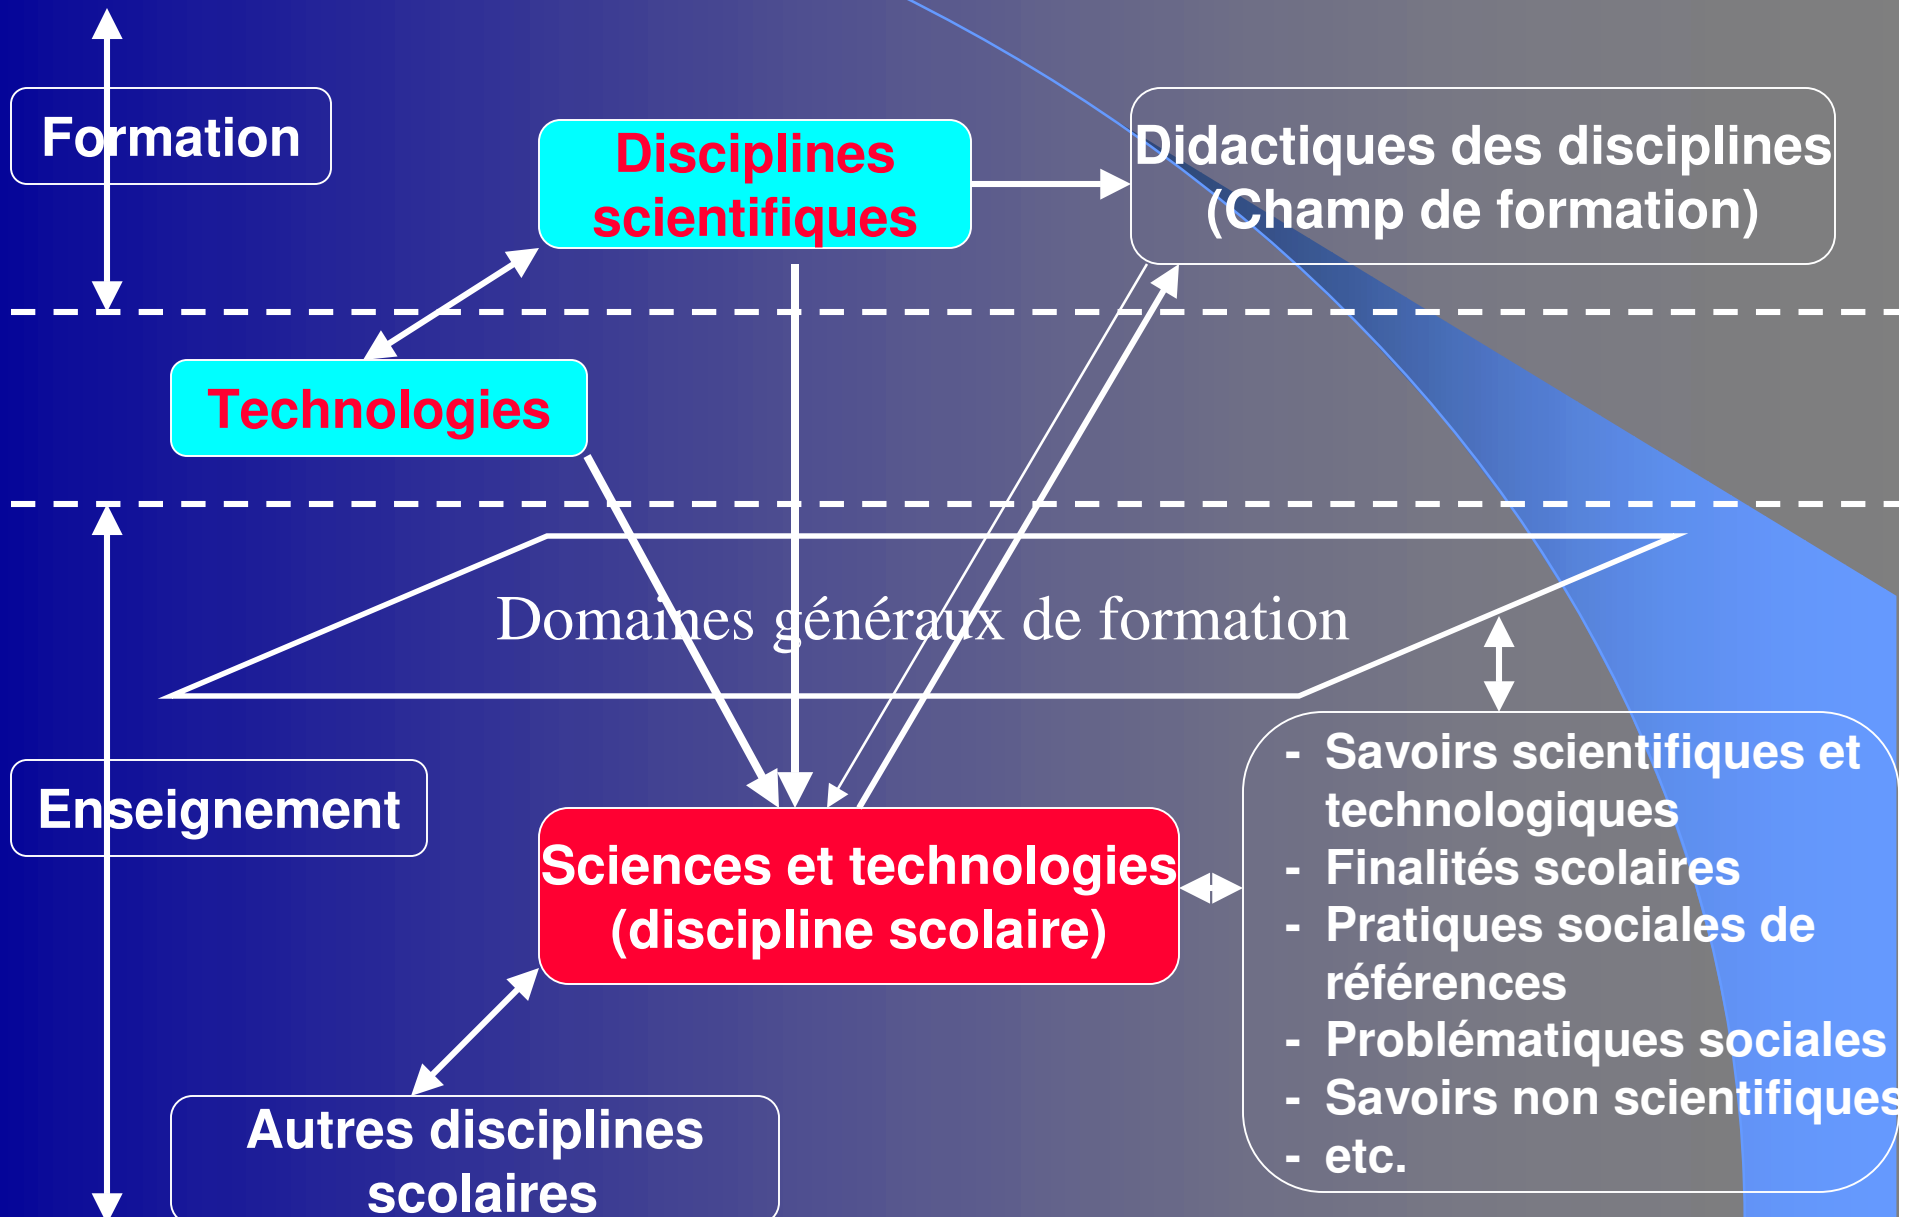 Formation
Disciplines
scientifiques
Didactiques des disciplines
(Champ de formation)
Technologies
Domaines généraux de formation
Enseignement
Sciences et technologies
(discipline scolaire)
- Savoirs scientifiques et
technologiques
- Finalités scolaires
- Pratiques sociales de
références
- Problématiques sociales
- Savoirs non scientifiques
- etc.
Autres disciplines
scolaires